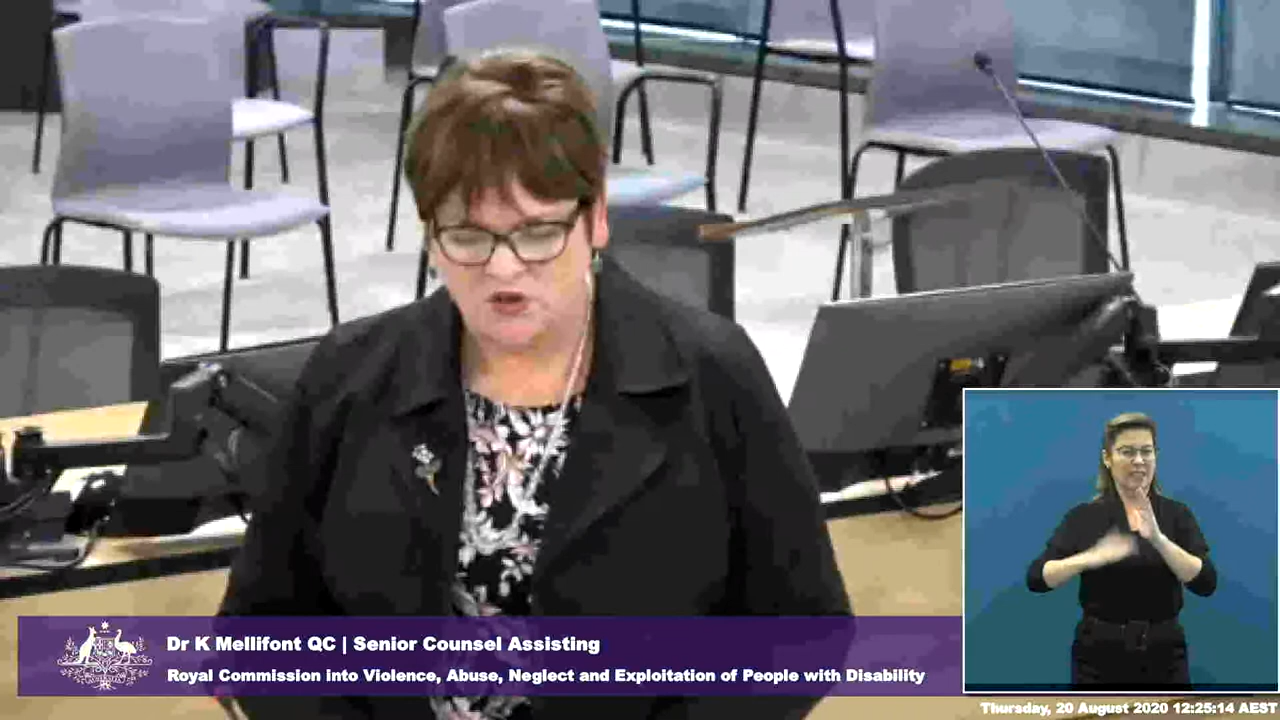 Dr K Mellifont QC | Senior Counsel Assisting
Royal Commission into Violence, Abuse, Neglect and Exploitation of People with Disability
Thursday, 20 August 2020 12:25:14 AEST